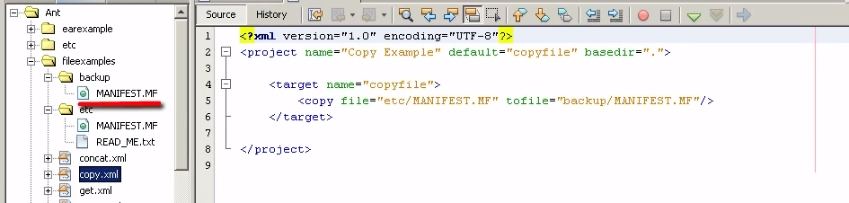 Ant
earexample
etc
fileexamples
backup
MANIFEST.MF
etc
MANIFEST.MF
READ_ME.txt
concat.xml
copy.xml
get.xml
Source History
1 <?xml version="1.0" encoding="UTF-8"?>
2 <project name="Copy Example" default="copyfile" basedir=".">
3
4 <target name="copyfile">
5 <copy file="etc/MANIFEST.MF" tofile="backup/MANIFEST.MF"/>
6 </target>
7
8 </project>
9